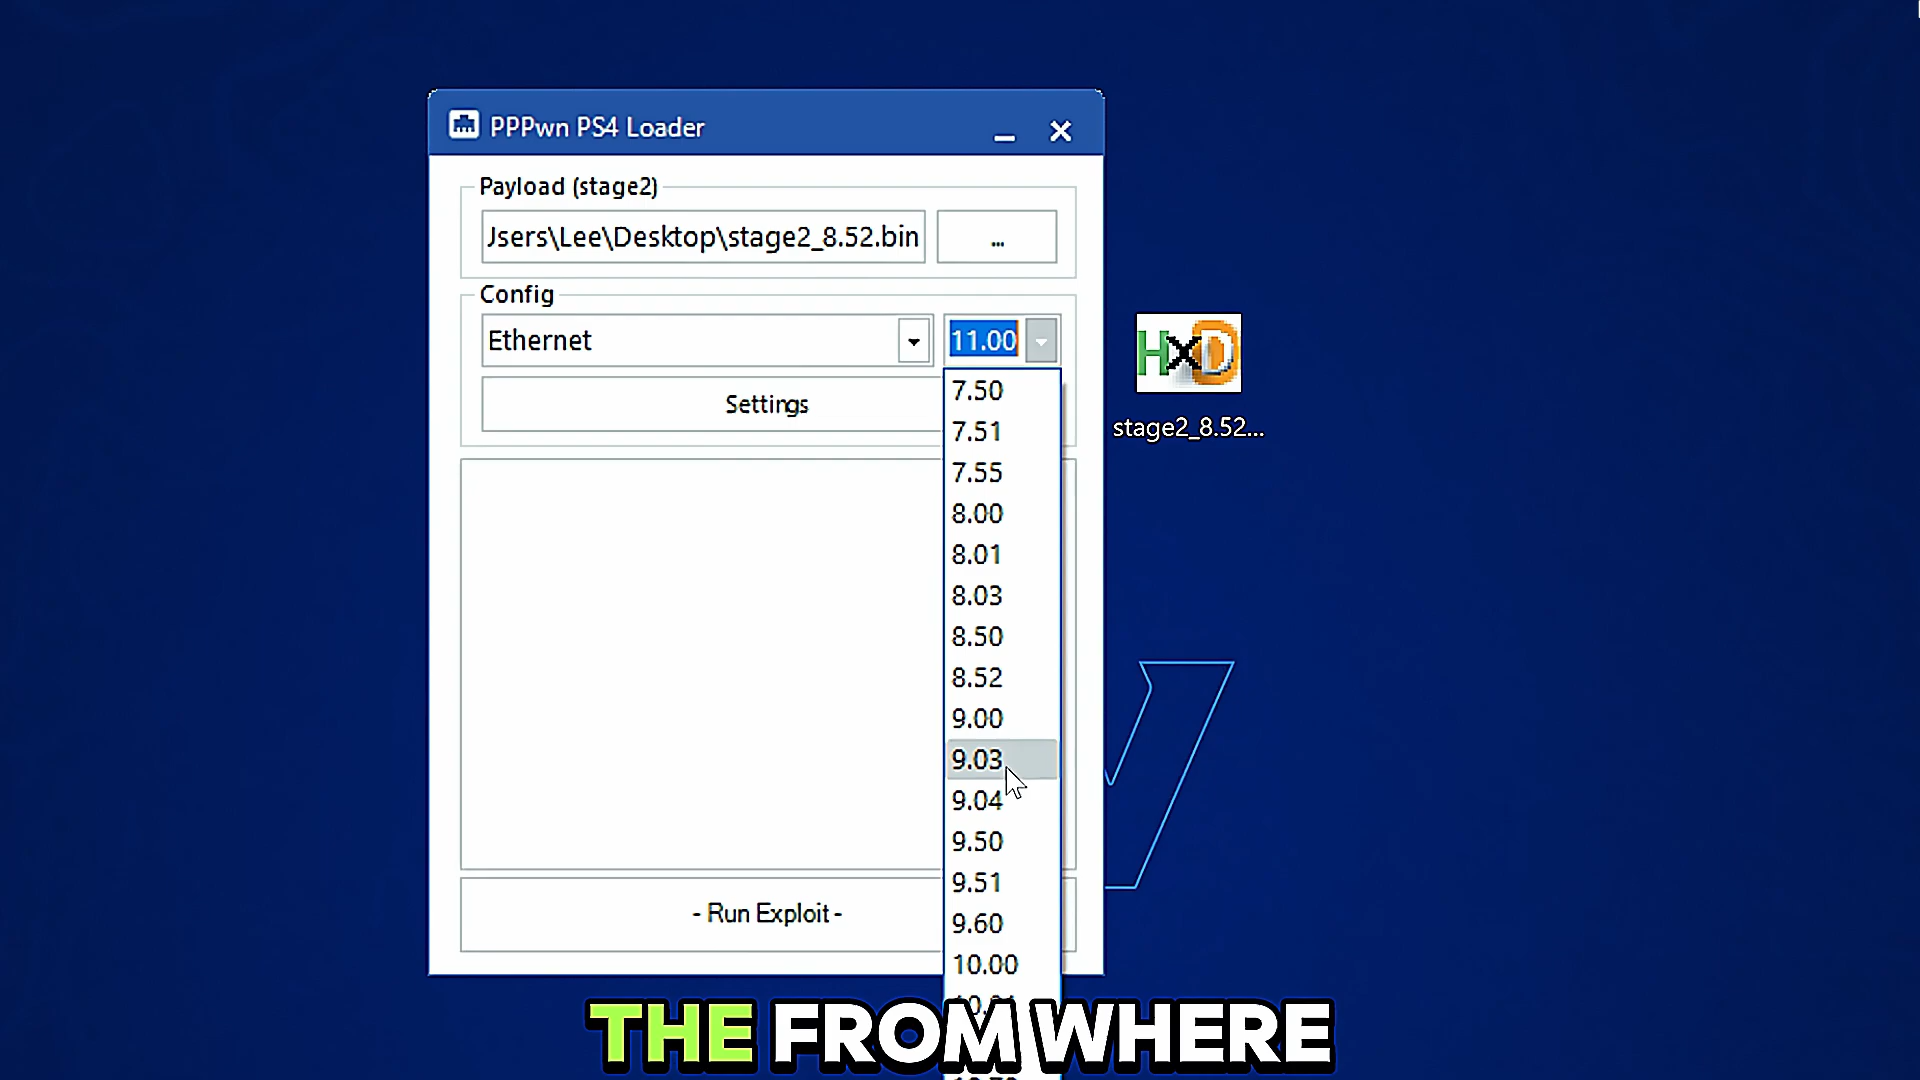 PPPwn PS4 Loader
Payload (stage2)
Jsers\Lee\Desktop\stage2_8.52.bin
...
Config
Ethernet
11.00
Settings
7.50
7.51
7.55
8.00
8.01
8.03
8.50
8.52
9.00
9.03
9.04
9.50
9.51
9.60
10.00
- Run Exploit -
HxD
stage2_8.52...
THE FROM WHERE